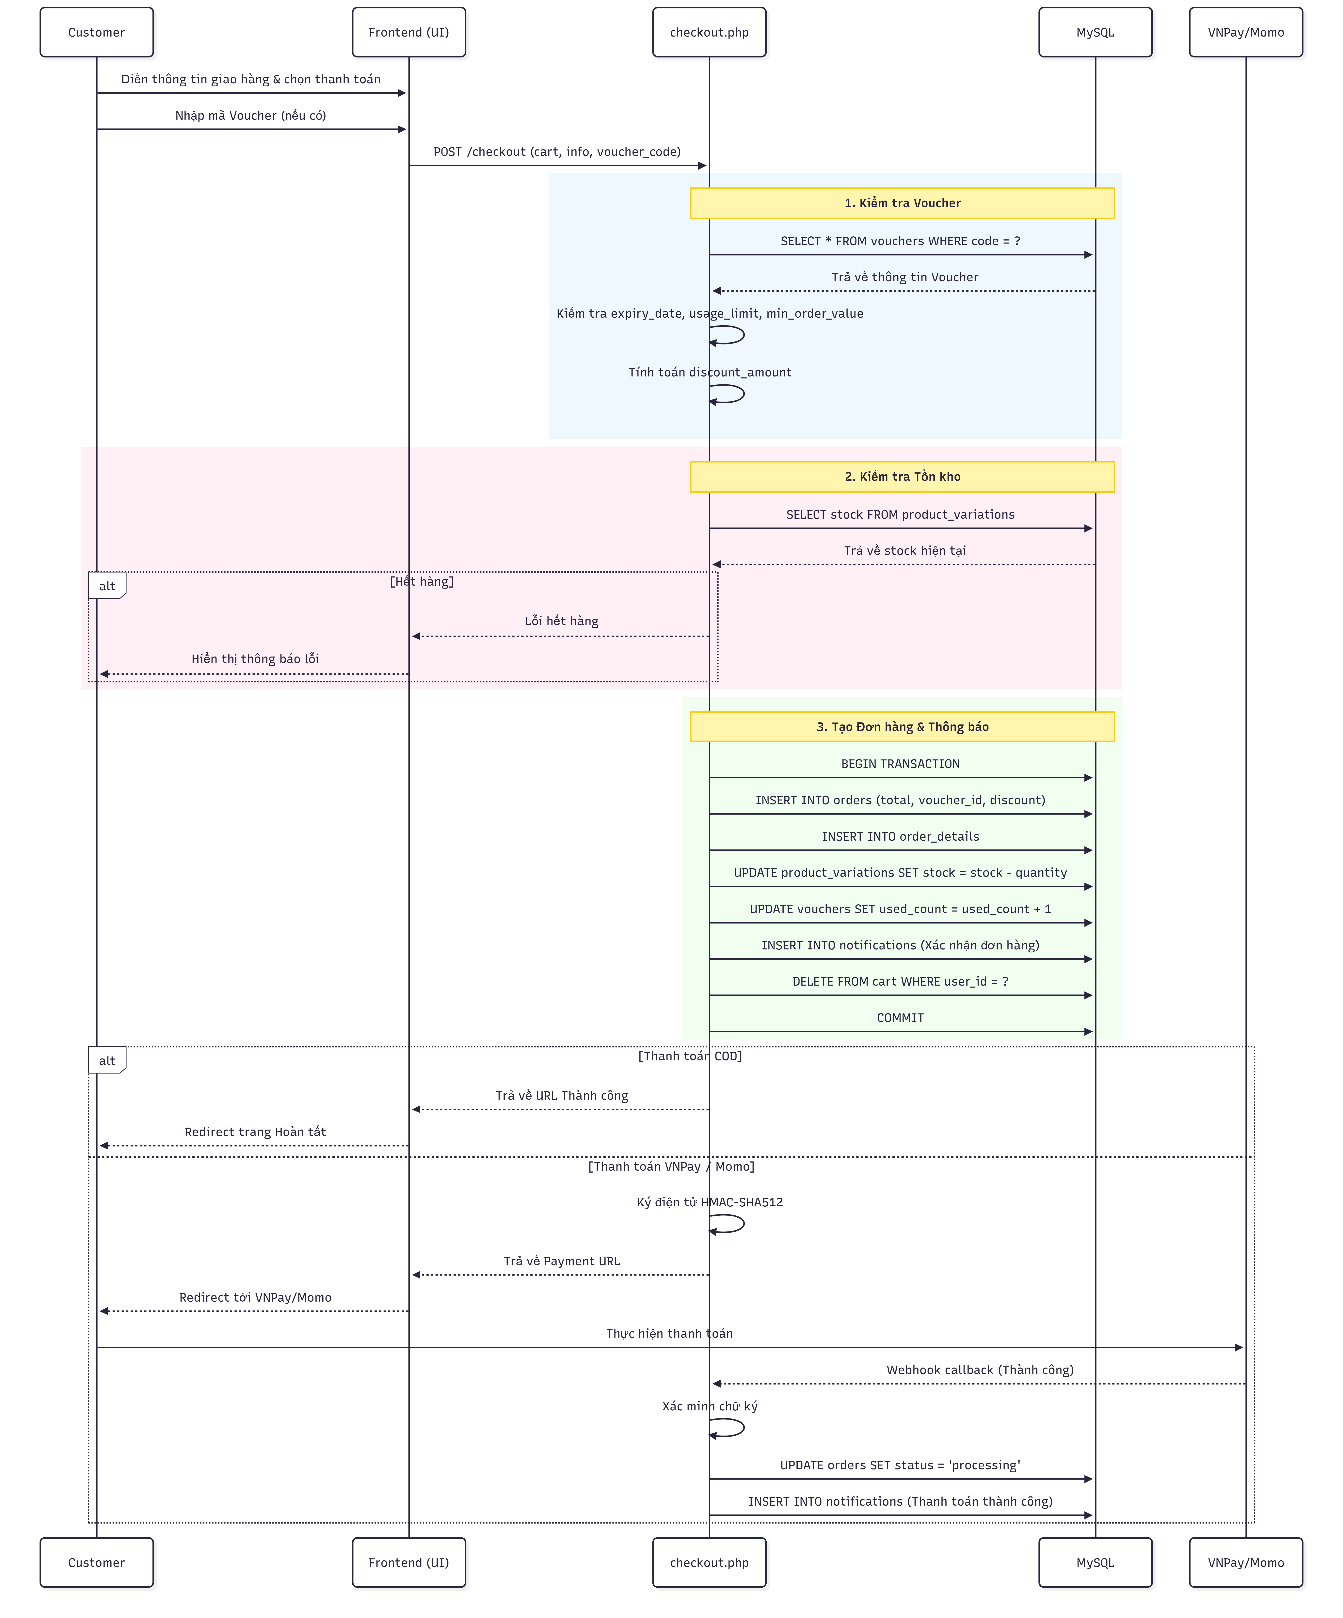 Customer
Frontend (UI)
checkout.php
MySQL
VNPay/Momo
Diền thông tin giao hàng & chọn thanh toán
Nhập mã Voucher (nếu có)
POST /checkout (cart, info, voucher_code)
1. Kiểm tra Voucher
SELECT * FROM vouchers WHERE code = ?
Trả về thông tin Voucher
Kiểm tra expiry_date, usage_limit, min_order_value
Tính toán discount_amount
2. Kiểm tra Tồn kho
SELECT stock FROM product_variations
Trả về stock hiện tại
alt
[Hết hàng]
Lỗi hết hàng
Hiển thị thông báo lỗi
3. Tạo Đơn hàng & Thông báo
BEGIN TRANSACTION
INSERT INTO orders (total, voucher_id, discount)
INSERT INTO order_details
UPDATE product_variations SET stock = stock - quantity
UPDATE vouchers SET used_count = used_count + 1
INSERT INTO notifications (Xác nhận đơn hàng)
DELETE FROM cart WHERE user_id = ?
COMMIT
alt
[Thanh toán COD]
Trả về URL Thành công
Redirect trang Hoàn tất
[Thanh toán VNPay / Momo]
Ký điện tử HMAC-SHA512
Trả về Payment URL
Redirect tới VNPay/Momo
Thực hiện thanh toán
Webhook callback (Thành công)
Xác minh chữ ký
UPDATE orders SET status = 'processing'
INSERT INTO notifications (Thanh toán thành công)
Customer
Frontend (UI)
checkout.php
MySQL
VNPay/Momo